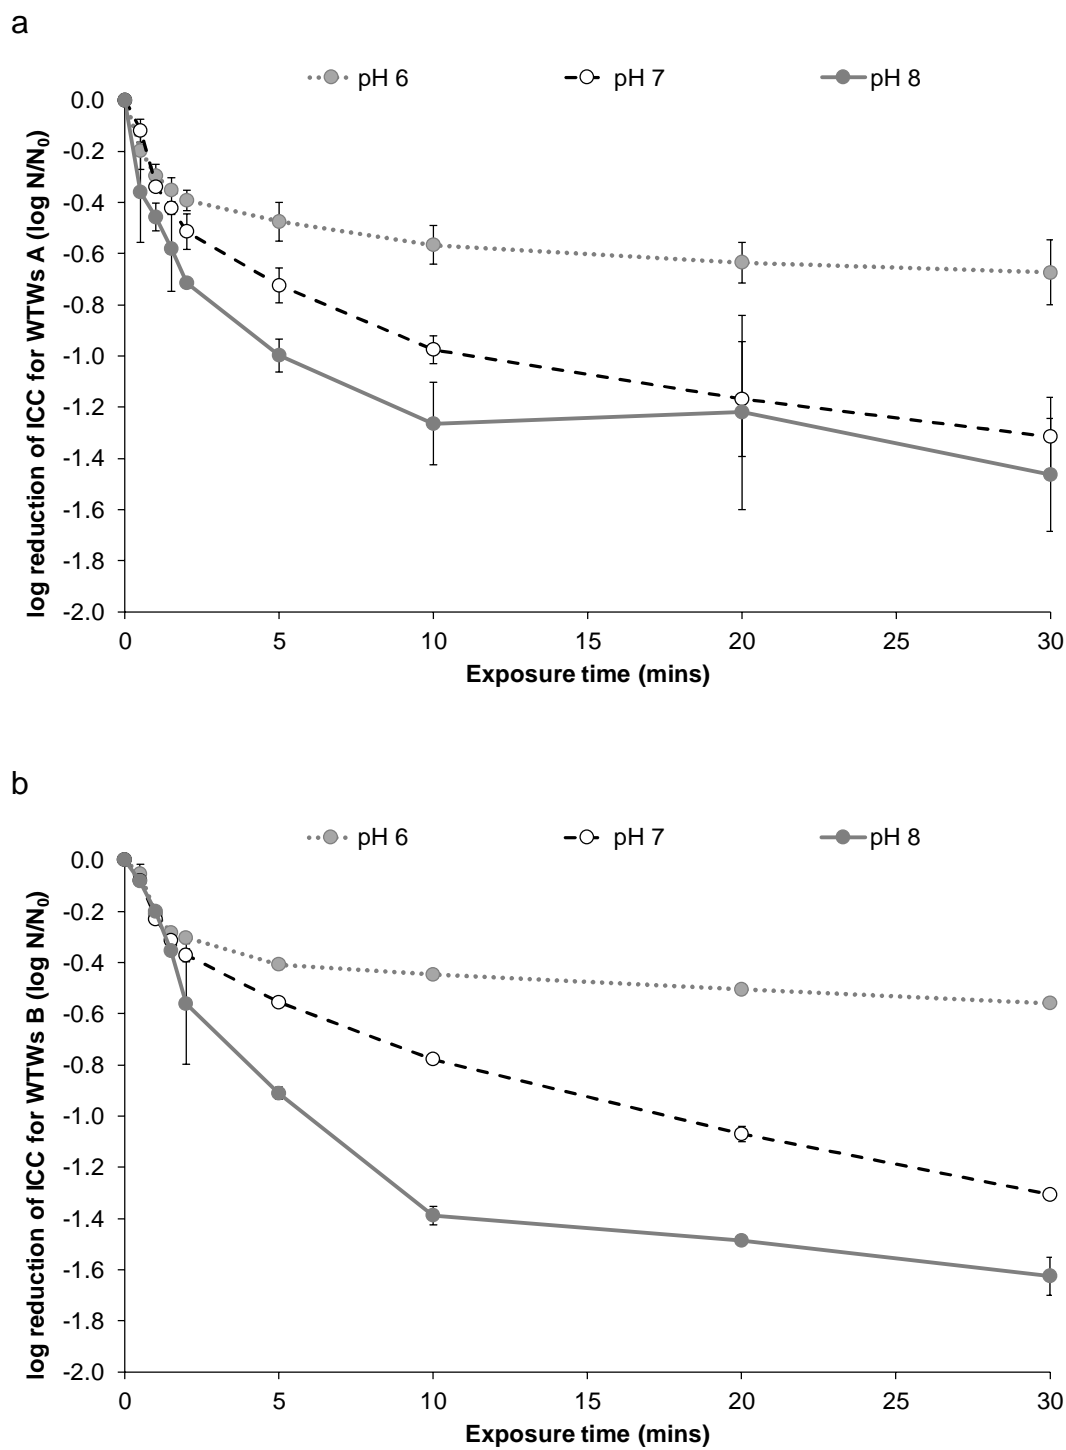 a
pH 6 pH 7 pH 8
0.0
-0.2
-0.4
-0.6
-0.8
-1.0
-1.2
-1.4
-1.6
-1.8
-2.0
log reduction of ICC for WTWs A (log N/N₀)
0 5 10 15 20 25 30
Exposure time (mins)
b
pH 6 pH 7 pH 8
0.0
-0.2
-0.4
-0.6
-0.8
-1.0
-1.2
-1.4
-1.6
-1.8
-2.0
log reduction of ICC for WTWs B (log N/N₀)
0 5 10 15 20 25 30
Exposure time (mins)